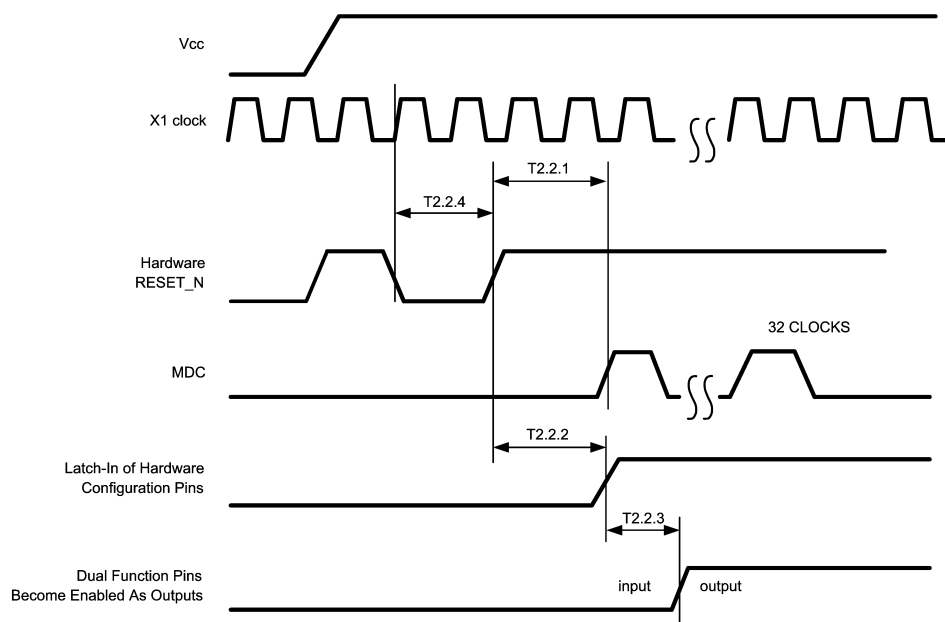 Vcc
X1 clock
T2.2.1
T2.2.4
Hardware
RESET_N
32 CLOCKS
MDC
T2.2.2
Latch-In of Hardware
Configuration Pins
T2.2.3
Dual Function Pins
Become Enabled As Outputs
input
output